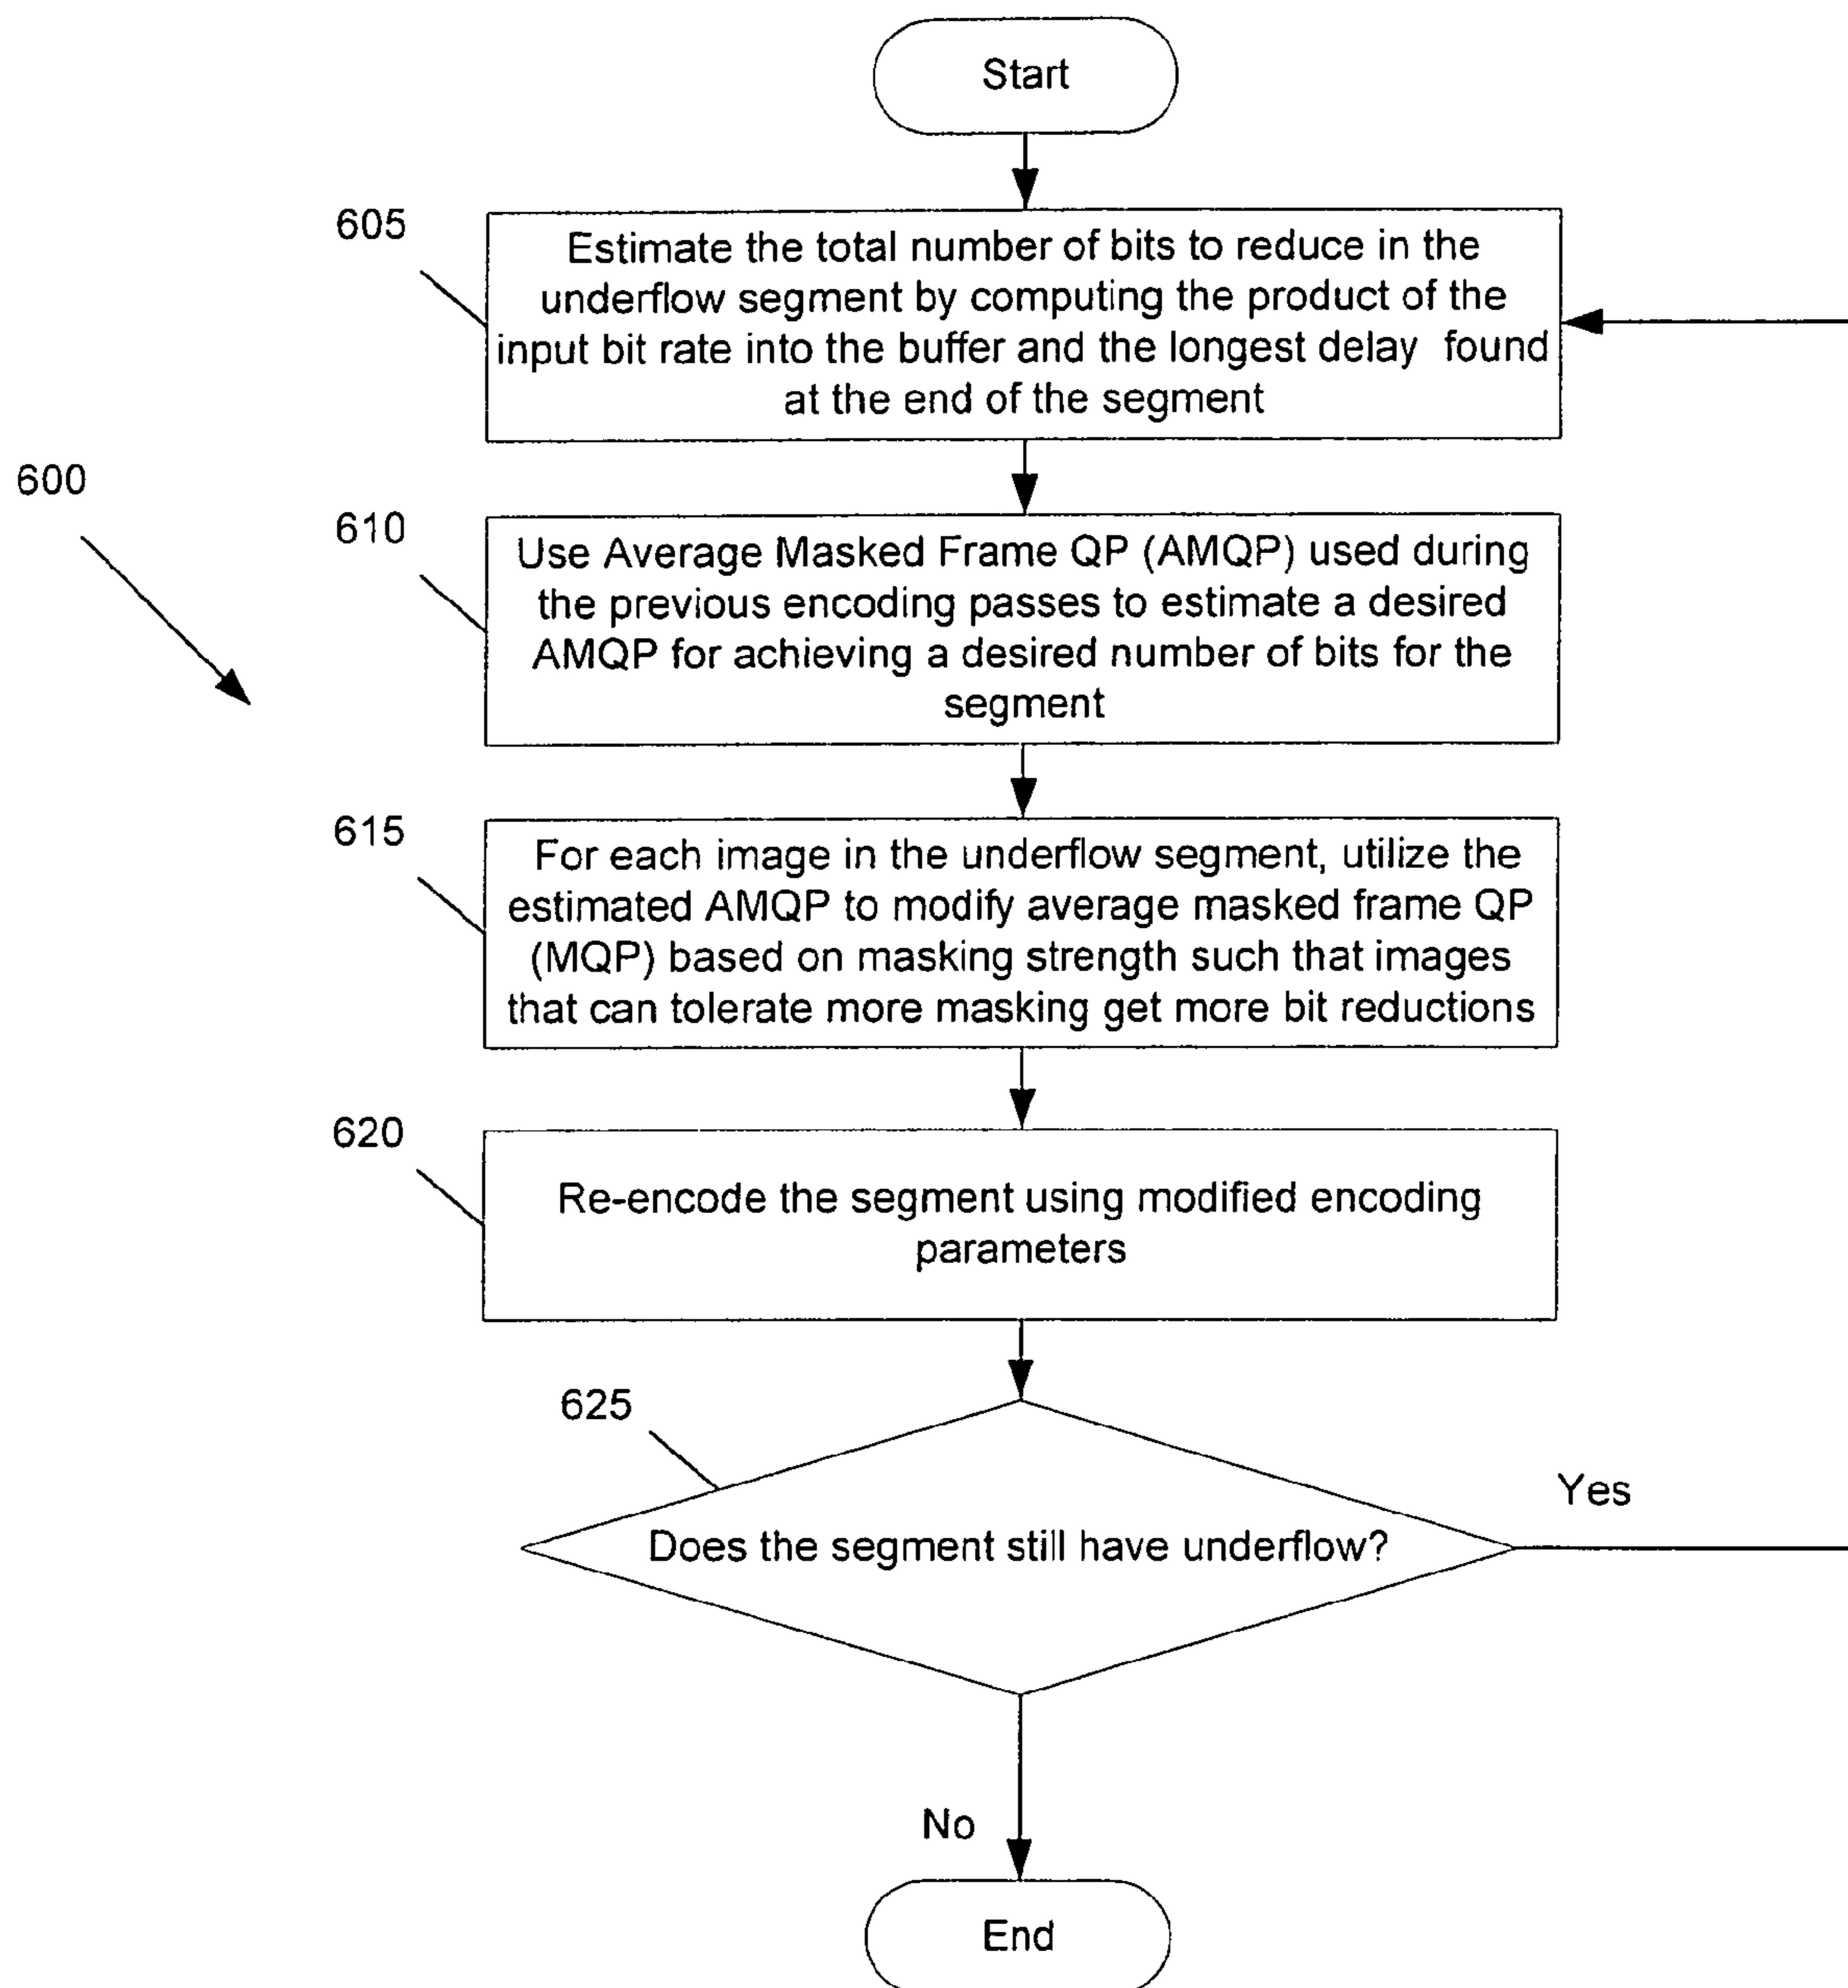 Start
605
Estimate the total number of bits to reduce in the
underflow segment by computing the product of the
input bit rate into the buffer and the longest delay found
at the end of the segment
600
610
Use Average Masked Frame QP (AMQP) used during
the previous encoding passes to estimate a desired
AMQP for achieving a desired number of bits for the
segment
615
For each image in the underflow segment, utilize the
estimated AMQP to modify average masked frame QP
(MQP) based on masking strength such that images
that can tolerate more masking get more bit reductions
620
Re-encode the segment using modified encoding
parameters
625
Yes
Does the segment still have underflow?
No
End